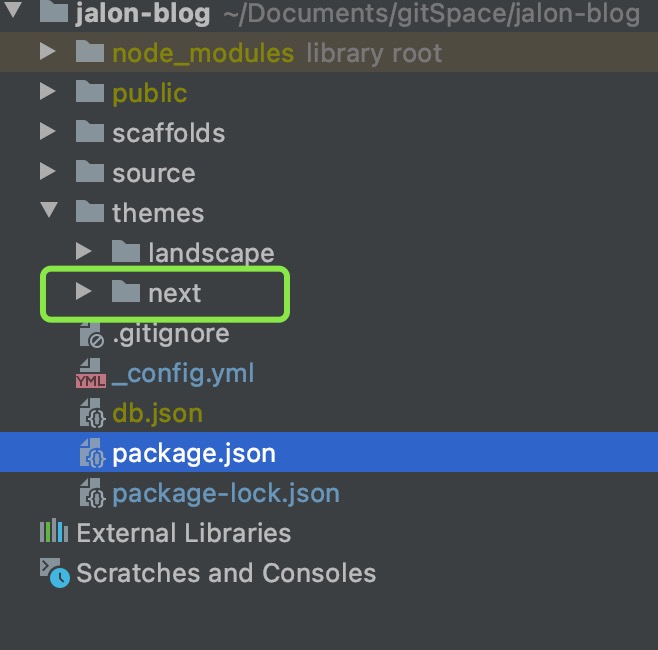 jalon-blog ~/Documents/gitSpace/jalon-blog
node_modules library root
public
scaffolds
source
themes
landscape
next
.gitignore
YML _config.yml
db.json
package.json
package-lock.json
External Libraries
Scratches and Consoles